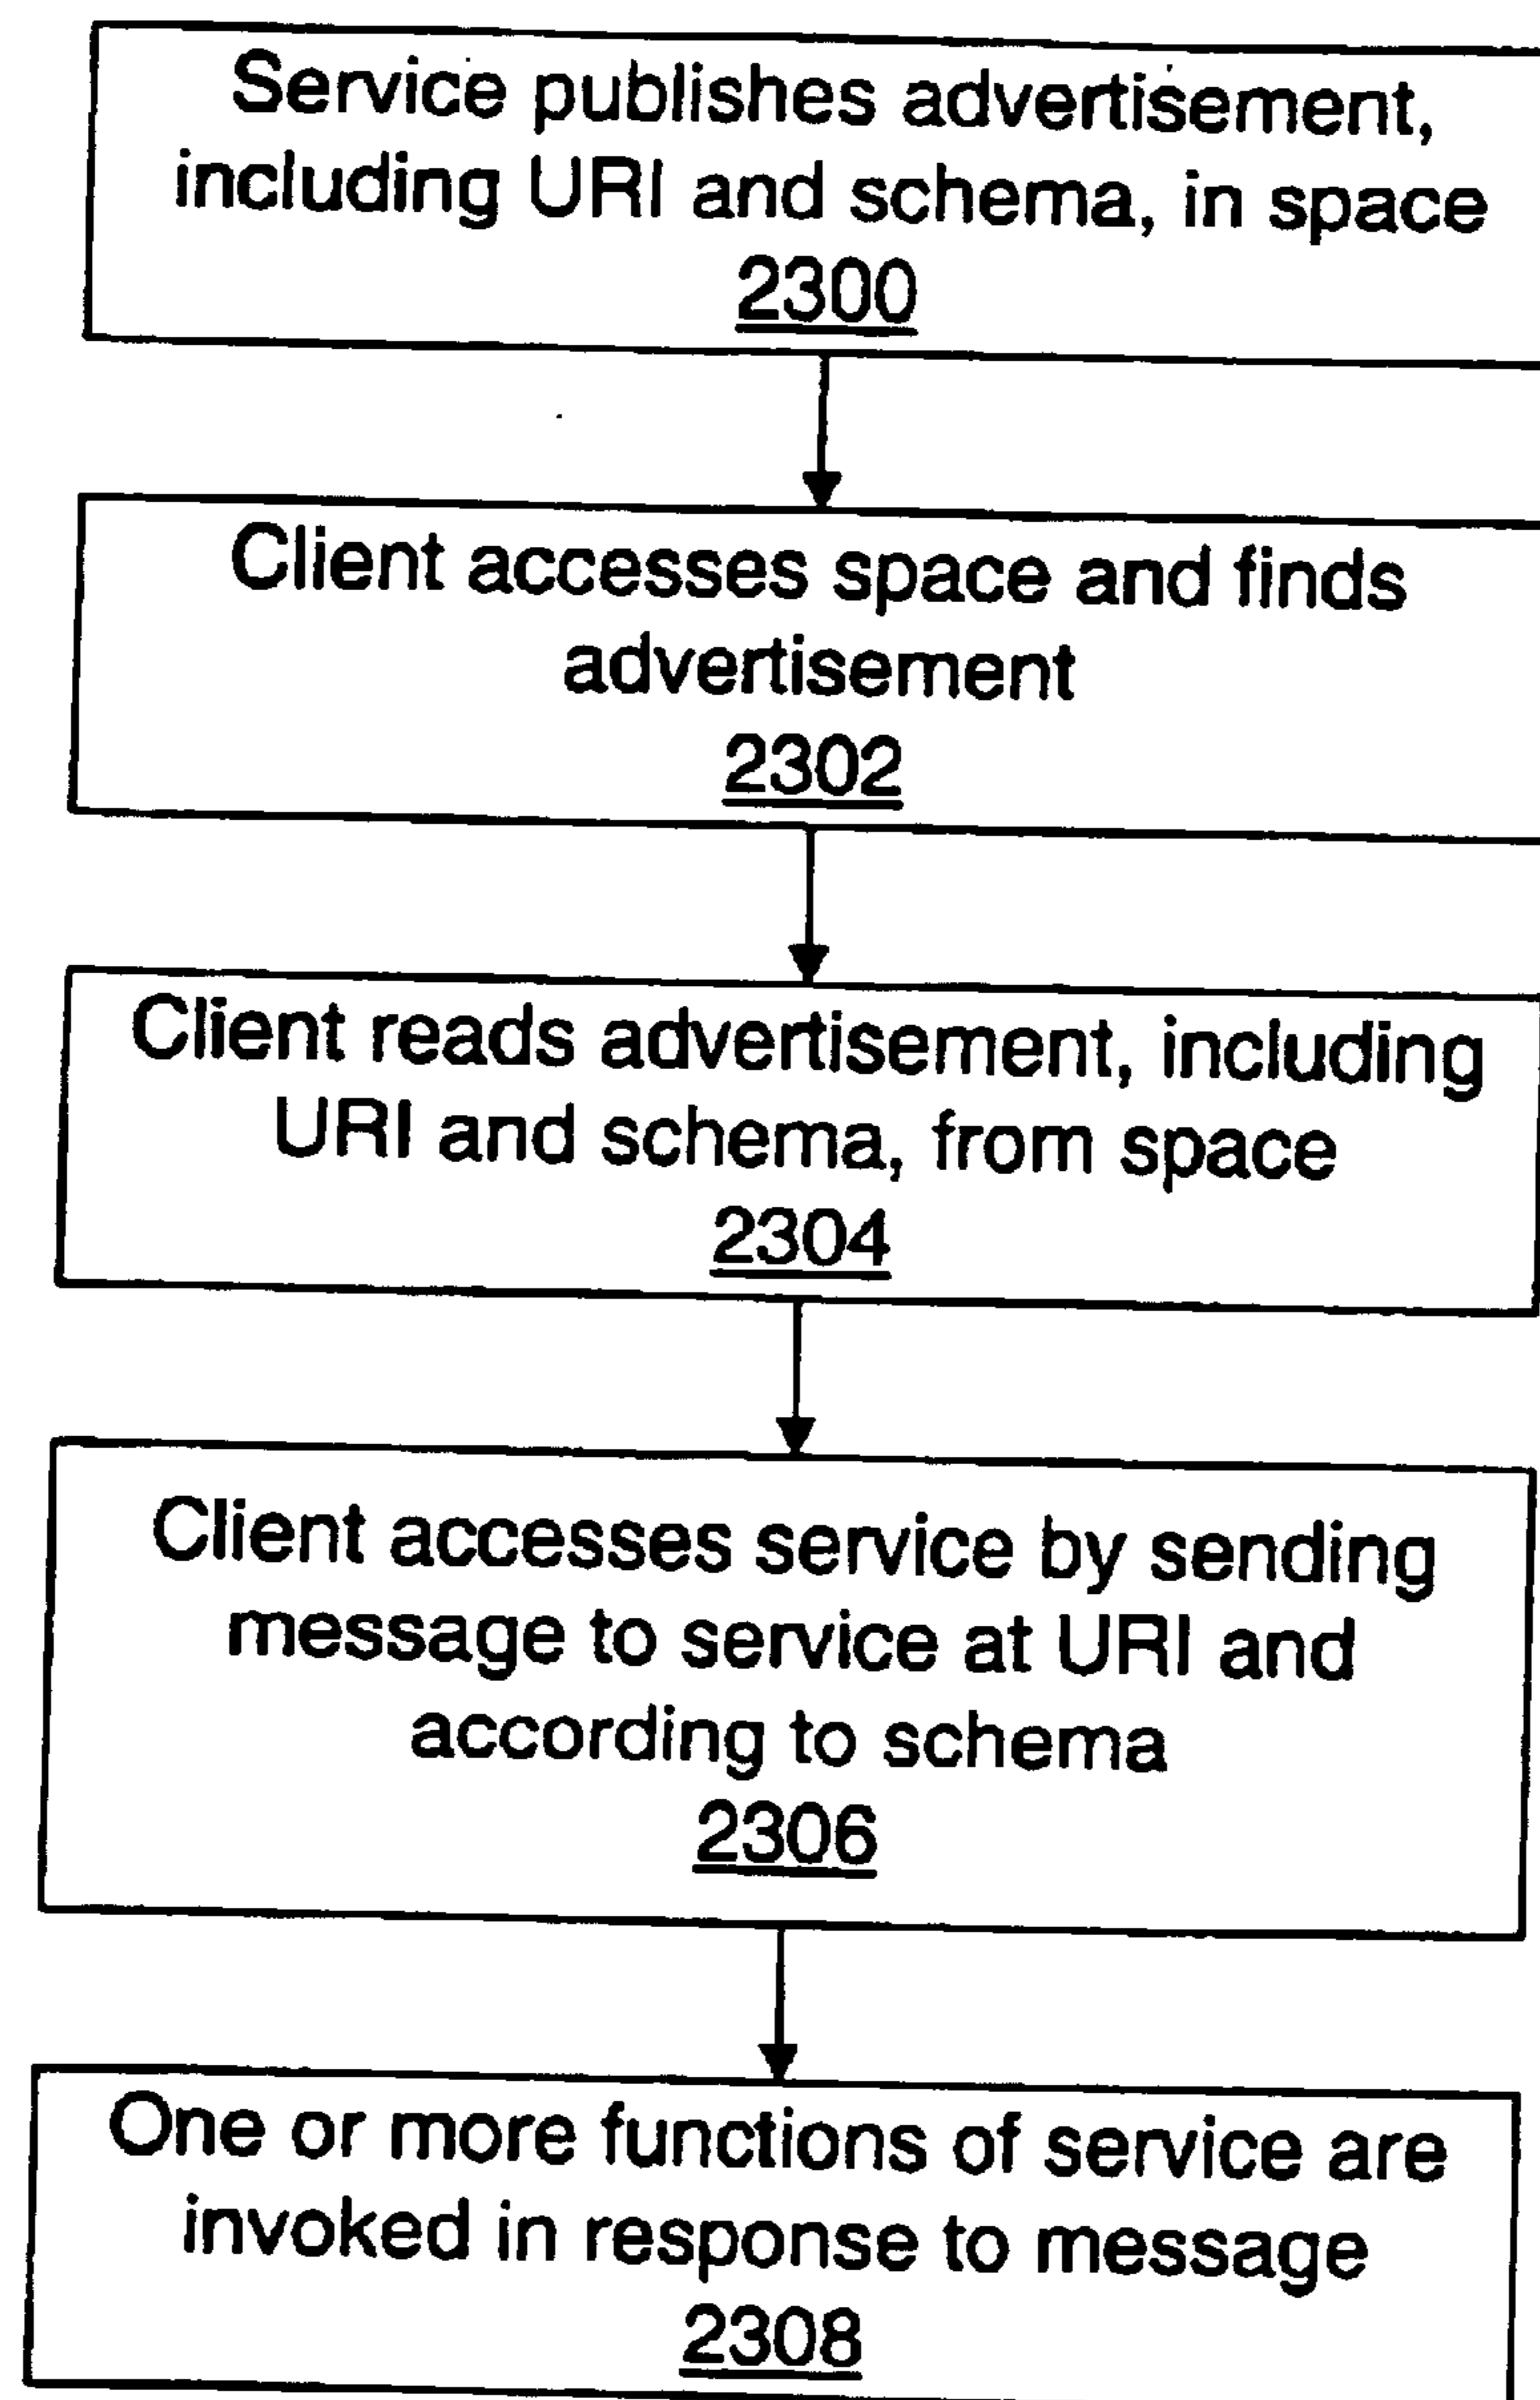 Service publishes advertisement,
including URI and schema, in space
2300
Client accesses space and finds
advertisement
2302
Client reads advertisement, including
URI and schema, from space
2304
Client accesses service by sending
message to service at URI and
according to schema
2306
One or more functions of service are
invoked in response to message
2308